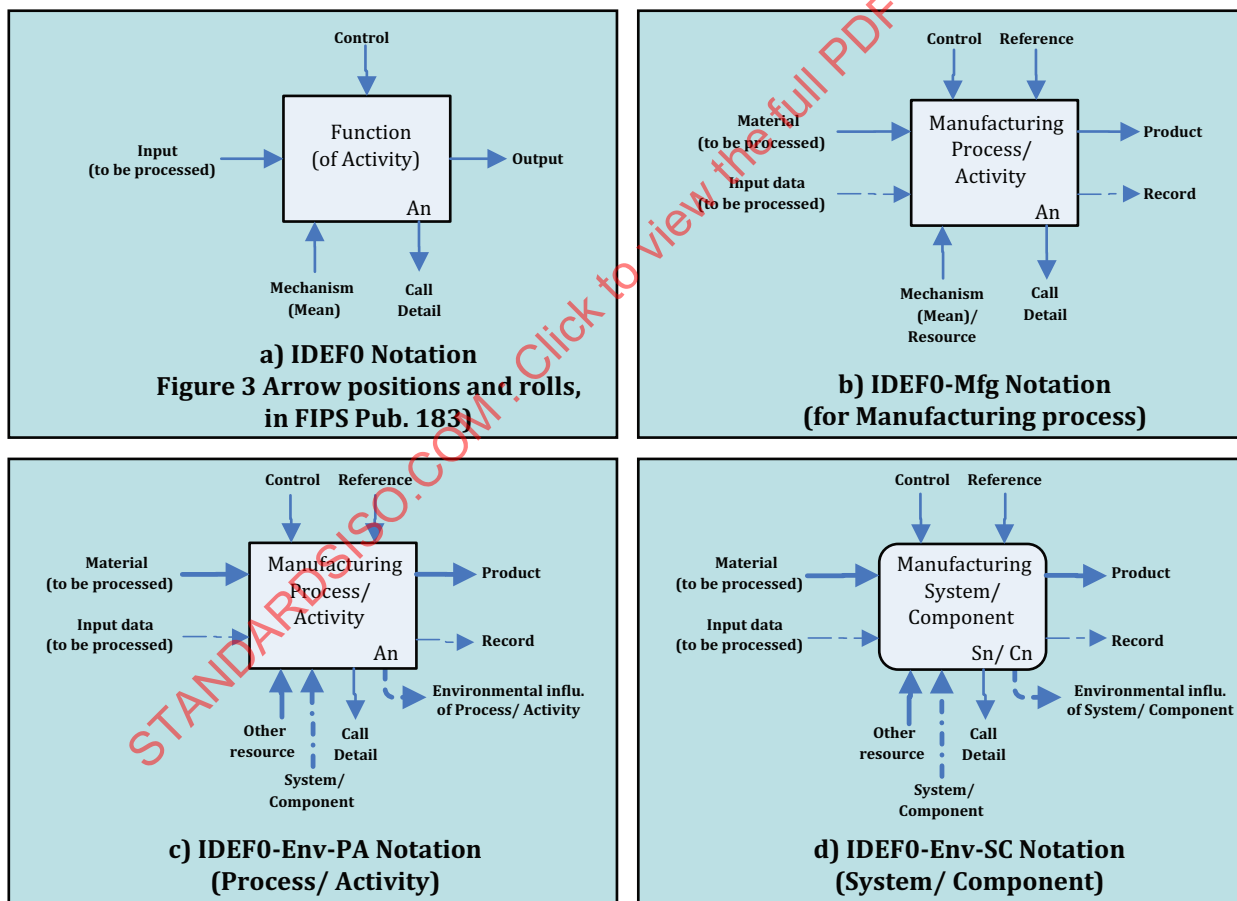 Control
Function
(of Activity)
An
Input
(to be processed)
Output
Mechanism
(Mean)
Call
Detail
a) IDEF0 Notation
Figure 3 Arrow positions and rolls,
in FIPS Pub. 183)
Control
Reference
Material
(to be processed)
Input data
(to be processed)
Manufacturing
Process/
Activity
An
Product
Record
Mechanism
(Mean)/
Resource
Call
Detail
b) IDEF0-Mfg Notation
(for Manufacturing process)
Control
Reference
Material
(to be processed)
Input data
(to be processed)
Manufacturing
Process/
Activity
An
Product
Record
Environmental influ.
of Process/ Activity
Other
resource
Call
Detail
System/
Component
c) IDEF0-Env-PA Notation
(Process/ Activity)
Control
Reference
Material
(to be processed)
Input data
(to be processed)
Manufacturing
System/
Component
Sn/ Cn
Product
Record
Environmental influ.
of System/ Component
Other
resource
Call
Detail
System/
Component
d) IDEF0-Env-SC Notation
(System/ Component)
STANDARDSISO.COM : Click to view the full PDF